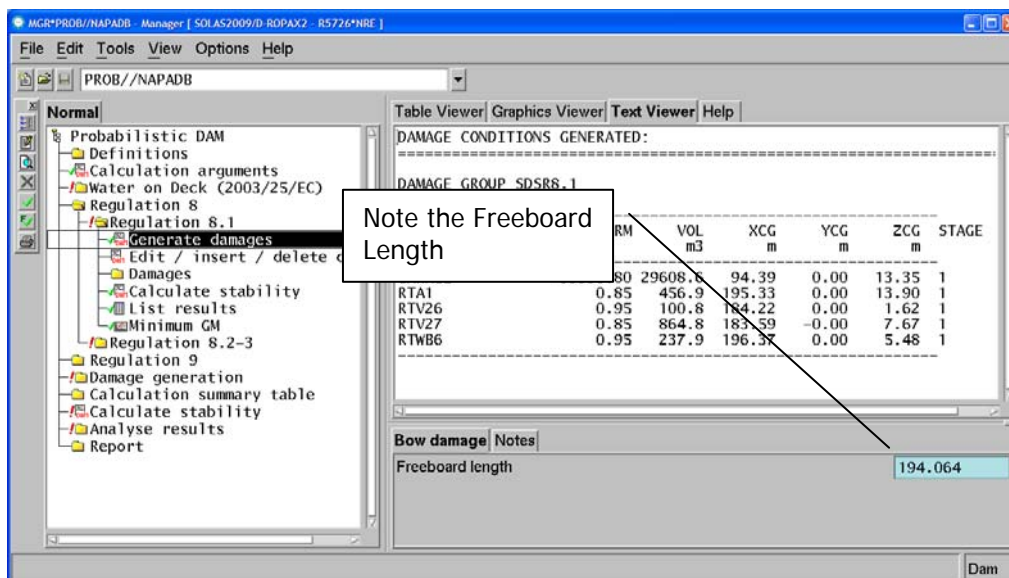 MGR*PROB//NAPADB - Manager [ SOLAS2009/D-ROPAX2 - R5726*NRE ]
File Edit Tools View Options Help
PROB//NAPADB
Normal
Probabilistic DAM
Definitions
Calculation arguments
Water on Deck (2003/25/EC)
Regulation 8
Regulation 8.1
Generate damages
Edit / insert / delete
Damages
Calculate stability
List results
Minimum GM
Regulation 8.2-3
Regulation 9
Damage generation
Calculation summary table
Calculate stability
Analyse results
Report
Table Viewer Graphics Viewer Text Viewer Help
DAMAGE CONDITIONS GENERATED:
DAMAGE GROUP SDSR8.1
Note the Freeboard
Length
RM VOL XCG YCG ZCG STAGE
m3 m m m
80 29608.6 94.39 0.00 13.35 1
RTA1 0.85 456.9 195.33 0.00 13.90 1
RTV26 0.95 100.8 184.22 0.00 1.62 1
RTV27 0.85 864.8 183.59 -0.00 7.67 1
RTWB6 0.95 237.9 196.37 0.00 5.48 1
Bow damage Notes
Freeboard length 194.064
Dam